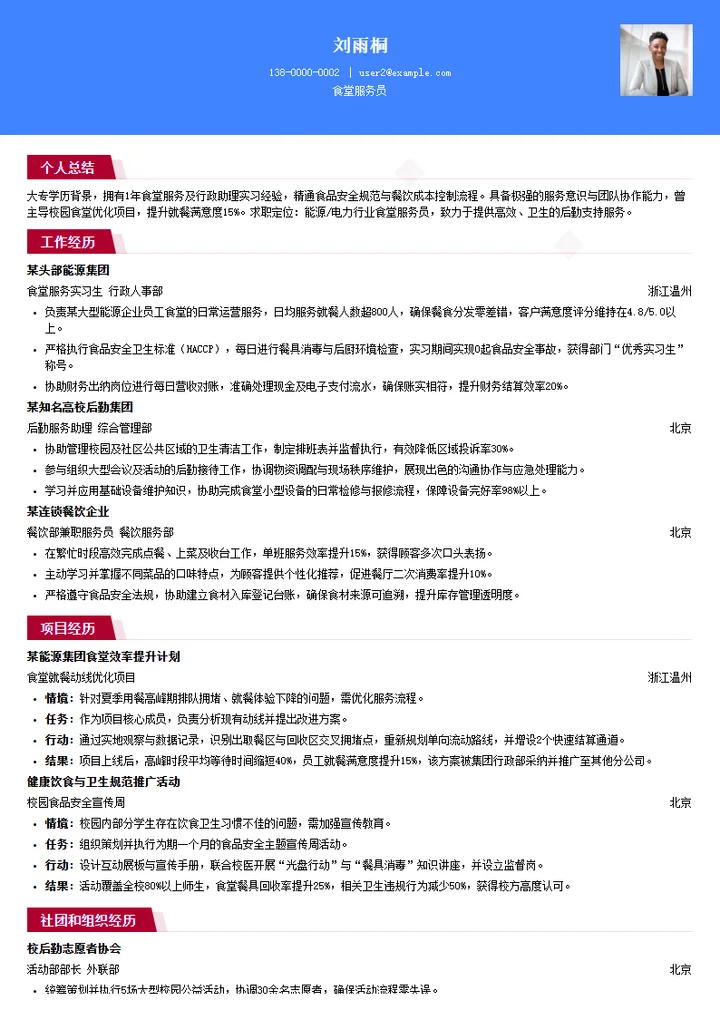 刘雨桐
138-0000-0002 | user2@example.com
食堂服务员
个人总结
大专学历背景，拥有1年食堂服务及行政助理实习经验，精通食品安全规范与餐饮成本控制流程。具备极强的服务意识与团队协作能力，曾
主导校园食堂优化项目，提升就餐满意度15%。求职定位：能源/电力行业食堂服务员，致力于提供高效、卫生的后勤支持服务。
工作经历
某头部能源集团
食堂服务实习生 行政人事部 浙江温州
• 负责某大型能源企业员工食堂的日常运营服务，日均服务就餐人数超800人，确保餐食分发零差错，客户满意度评分维持在4.8/5.0以
上。
• 严格执行食品安全卫生标准（HACCP），每日进行餐具消毒与后厨环境检查，实习期间实现0起食品安全事故，获得部门“优秀实习生”
称号。
• 协助财务出纳岗位进行每日营收对账，准确处理现金及电子支付流水，确保账实相符，提升财务结算效率20%。
某知名高校后勤集团
后勤服务助理 综合管理部 北京
• 协助管理校园及社区公共区域的卫生清洁工作，制定排班表并监督执行，有效降低区域投诉率30%。
• 参与组织大型会议及活动的后勤接待工作，协调物资调配与现场秩序维护，展现出色的沟通协作与应急处理能力。
• 学习并应用基础设备维护知识，协助完成食堂小型设备的日常检修与报修流程，保障设备完好率98%以上。
某连锁餐饮企业
餐饮部兼职服务员 餐饮服务部 北京
• 在繁忙时段高效完成点餐、上菜及收台工作，单班服务效率提升15%，获得顾客多次口头表扬。
• 主动学习并掌握不同菜品的口味特点，为顾客提供个性化推荐，促进餐厅二次消费率提升10%。
• 严格遵守食品安全法规，协助建立食材入库登记台账，确保食材来源可追溯，提升库存管理透明度。
项目经历
某能源集团食堂效率提升计划
食堂就餐动线优化项目 浙江温州
• 情境：针对夏季用餐高峰期排队拥堵、就餐体验下降的问题，需优化服务流程。
• 任务：作为项目核心成员，负责分析现有动线并提出改进方案。
• 行动：通过实地观察与数据记录，识别出取餐区与回收区交叉拥堵点，重新规划单向流动路线，并增设2个快速结算通道。
• 结果：项目上线后，高峰时段平均等待时间缩短40%，员工就餐满意度提升15%，该方案被集团行政部采纳并推广至其他分公司。
健康饮食与卫生规范推广活动
校园食品安全宣传周 北京
• 情境：校园内部分学生存在饮食卫生习惯不佳的问题，需加强宣传教育。
• 任务：组织策划并执行为期一个月的食品安全主题宣传周活动。
• 行动：设计互动展板与宣传手册，联合校医开展“光盘行动”与“餐具消毒”知识讲座，并设立监督岗。
• 结果：活动覆盖全校80%以上师生，食堂餐具回收率提升25%，相关卫生违规行为减少50%，获得校方高度认可。
社团和组织经历
校后勤志愿者协会
活动部部长 外联部 北京
• 统筹策划并执行5场大型校园公益活动，协调30余名志愿者，确保活动流程零失误。